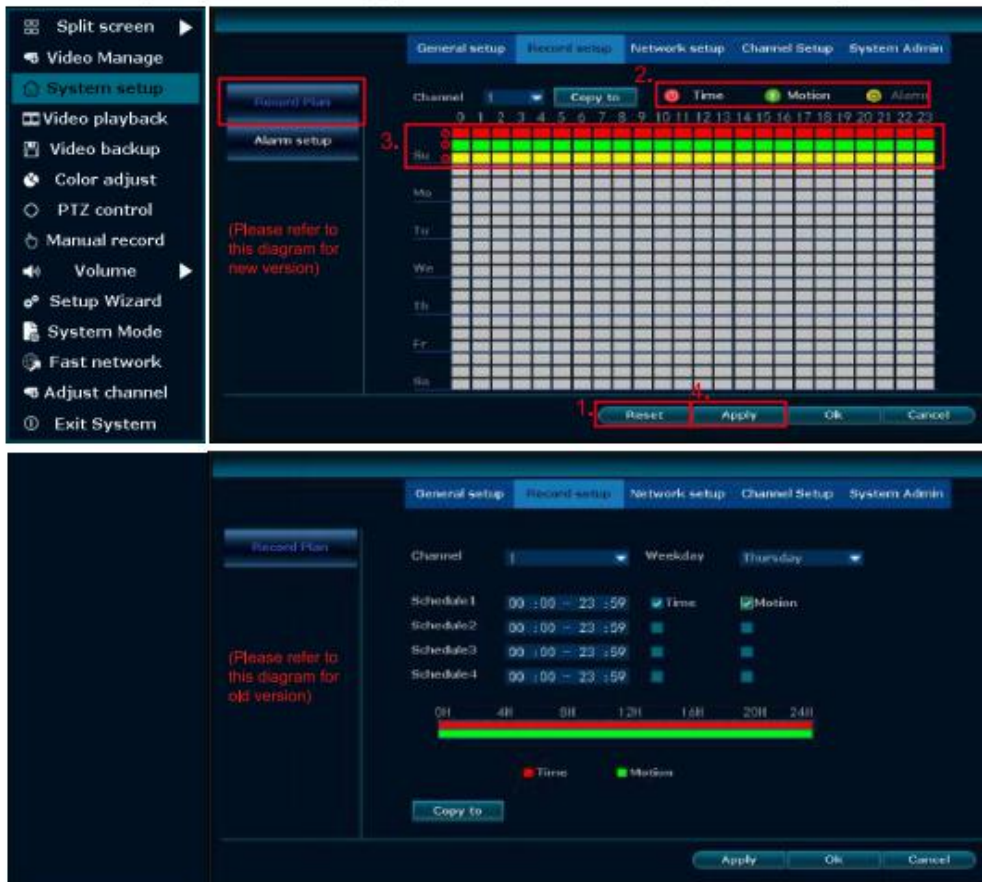 Split screen
Video Manage
System setup
Video playback
Video backup
Color adjust
PTZ control
Manual record
Volume
Setup Wizard
System Mode
Fast network
Adjust channel
Exit System
General setup Record setup Network setup Channel Setup System Admin
2.
Record Plan
Channel 1 Copy to Time Motion Alarm
0 1 2 3 4 5 6 7 8 9 10 11 12 13 14 15 16 17 18 19 20 21 22 23
Alarm setup
3.
Su
Mo
Tu
We
Th
Fr
Sa
(Please refer to
this diagram for
new version)
1. 4.
Reset Apply Ok Cancel
General setup Record setup Network setup Channel Setup System Admin
Record Plan
Channel 1 Weekday Thursday
Schedule1 00 :00 - 23 :59 Time Motion
Schedule2 00 :00 - 23 :59
Schedule3 00 :00 - 23 :59
Schedule4 00 :00 - 23 :59
(Please refer to
this diagram for
old version)
0H 4H 8H 12H 16H 20H 24H
Time Motion
Copy to
Apply Ok Cancel